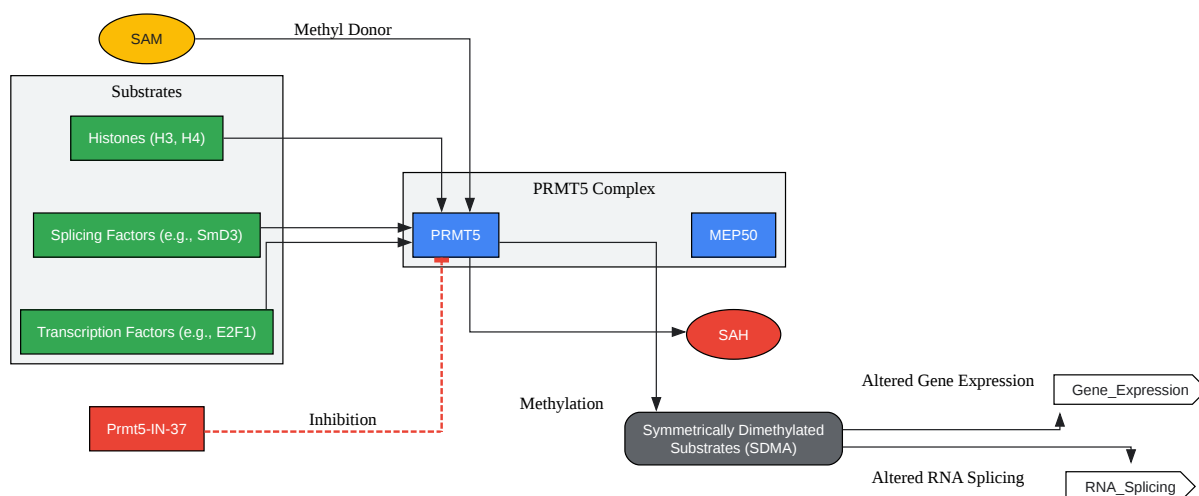 SAM
Methyl Donor
Substrates
Histones (H3, H4)
PRMT5 Complex
Splicing Factors (e.g., SmD3)
PRMT5
MEP50
Transcription Factors (e.g., E2F1)
SAH
Prmt5-IN-37
Inhibition
Methylation
Symmetrically Dimethylated
Substrates (SDMA)
Altered Gene Expression
Gene_Expression
Altered RNA Splicing
RNA_Splicing